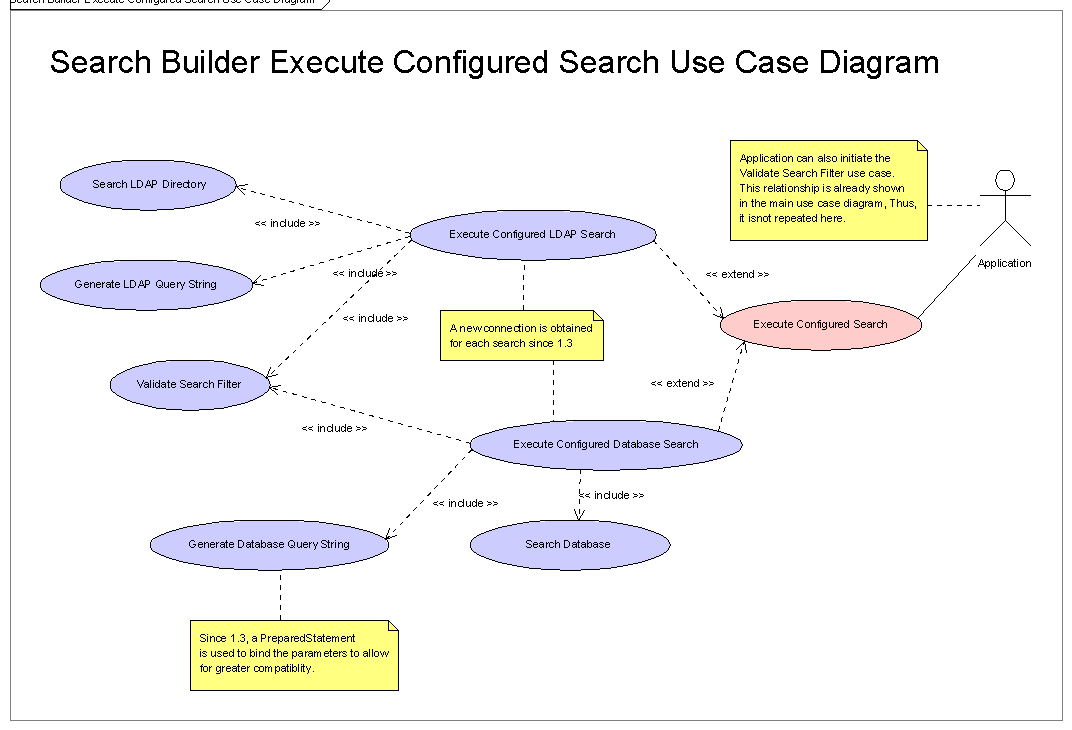 Search Builder Execute Configured Search Use Case Diagram
Search Builder Execute Configured Search Use Case Diagram
Application can also initiate the
Validate Search Filter use case.
This relationship is already shown
in the main use case diagram, Thus,
it isnot repeated here.
Search LDAP Directory
<< include >>
Execute Configured LDAP Search
Application
Generate LDAP Query String
<< include >>
<< extend >>
<< include >>
A new connection is obtained
for each search since 1.3
Execute Configured Search
Validate Search Filter
<< extend >>
<< include >>
Execute Configured Database Search
<< include >>
<< include >>
Generate Database Query String
Search Database
Since 1.3, a PreparedStatement
is used to bind the parameters to allow
for greater compatiblity.